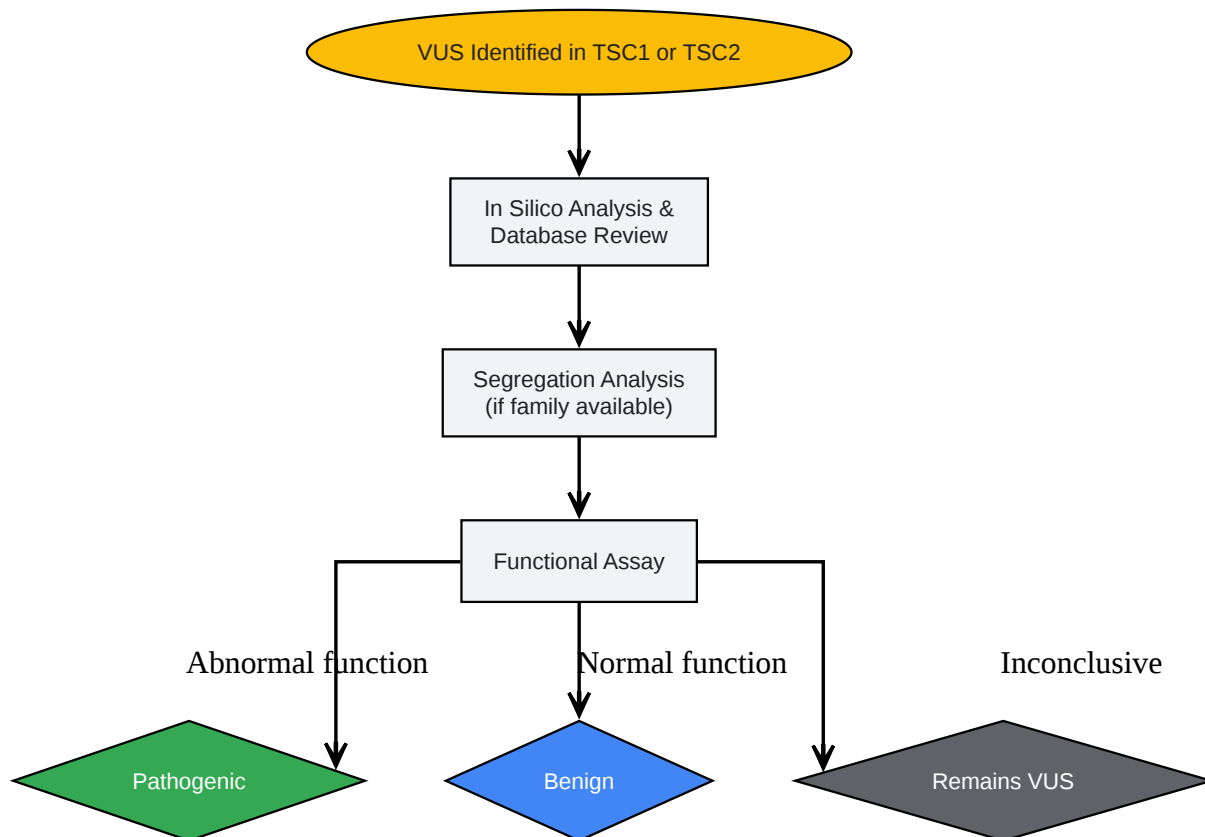 VUS Identified in TSC1 or TSC2
In Silico Analysis &
Database Review
Segregation Analysis
(if family available)
Functional Assay
Abnormal function
Normal function
Inconclusive
Pathogenic
Benign
Remains VUS